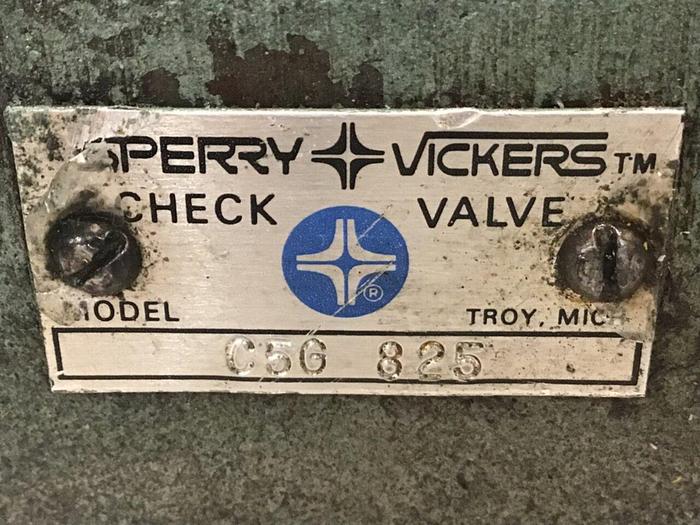 SPERRY VICKERS TM
CHECK VALVE
®
MODEL TROY, MICH
C5G 825